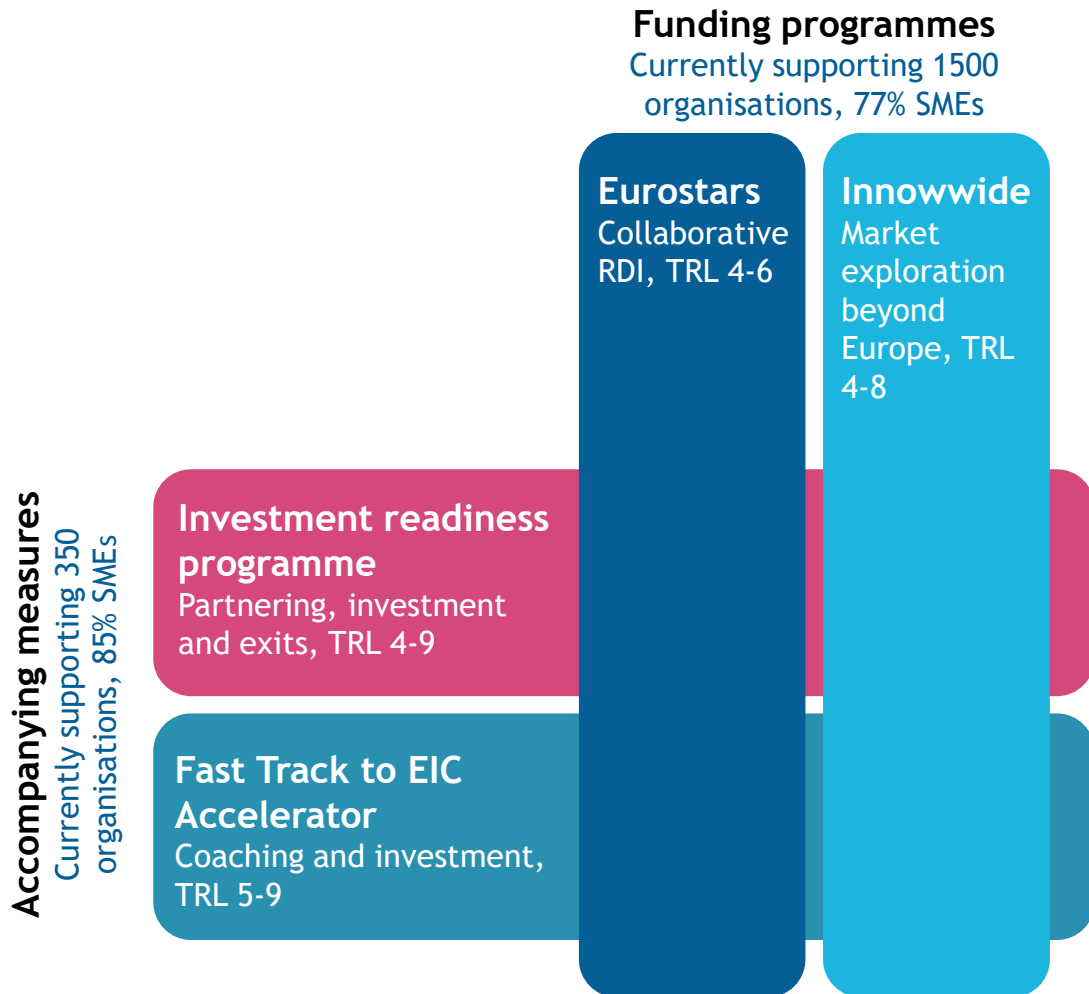 Funding programmes
Currently supporting 1500
organisations, 77% SMEs
Eurostars
Collaborative
RDI, TRL 4-6
Innowwide
Market
exploration
beyond
Europe, TRL
4-8
Accompanying measures
Currently supporting 350
organisations, 85% SMEs
Investment readiness
programme
Partnering, investment
and exits, TRL 4-9
Fast Track to EIC
Accelerator
Coaching and investment,
TRL 5-9